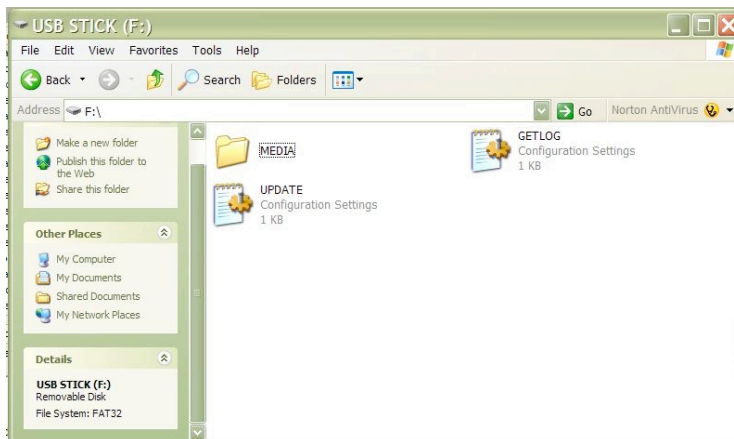 USB STICK (F:)
File Edit View Favorites Tools Help
Back Search Folders
Address F:\ Go Norton AntiVirus
Make a new folder
Publish this folder to
the Web
Share this folder
Other Places
My Computer
My Documents
Shared Documents
My Network Places
Details
USB STICK (F:)
Removable Disk
File System: FAT32
MEDIA
GETLOG
Configuration Settings
1 KB
UPDATE
Configuration Settings
1 KB